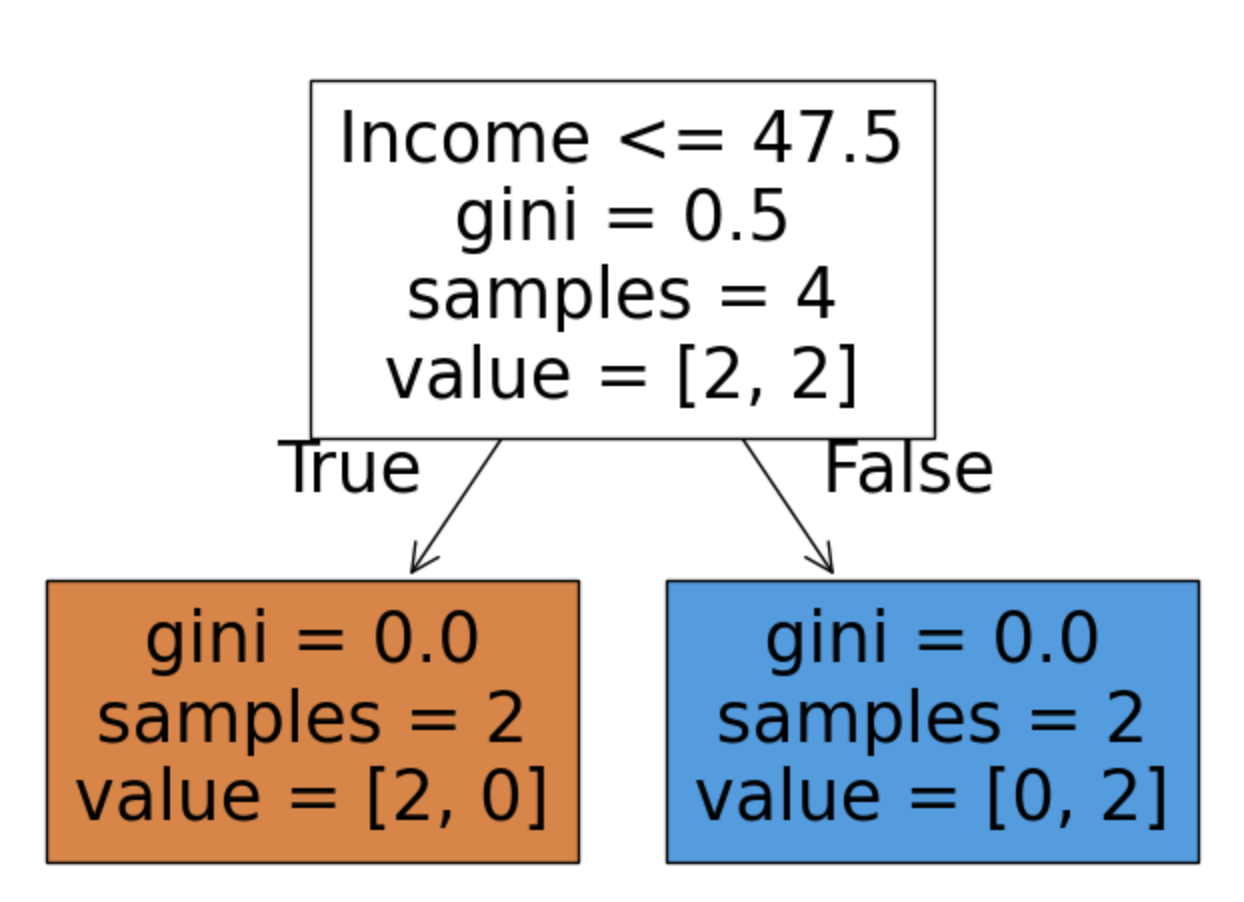 Income <= 47.5
gini = 0.5
samples = 4
value = [2, 2]
True
False
gini = 0.0
samples = 2
value = [2, 0]
gini = 0.0
samples = 2
value = [0, 2]